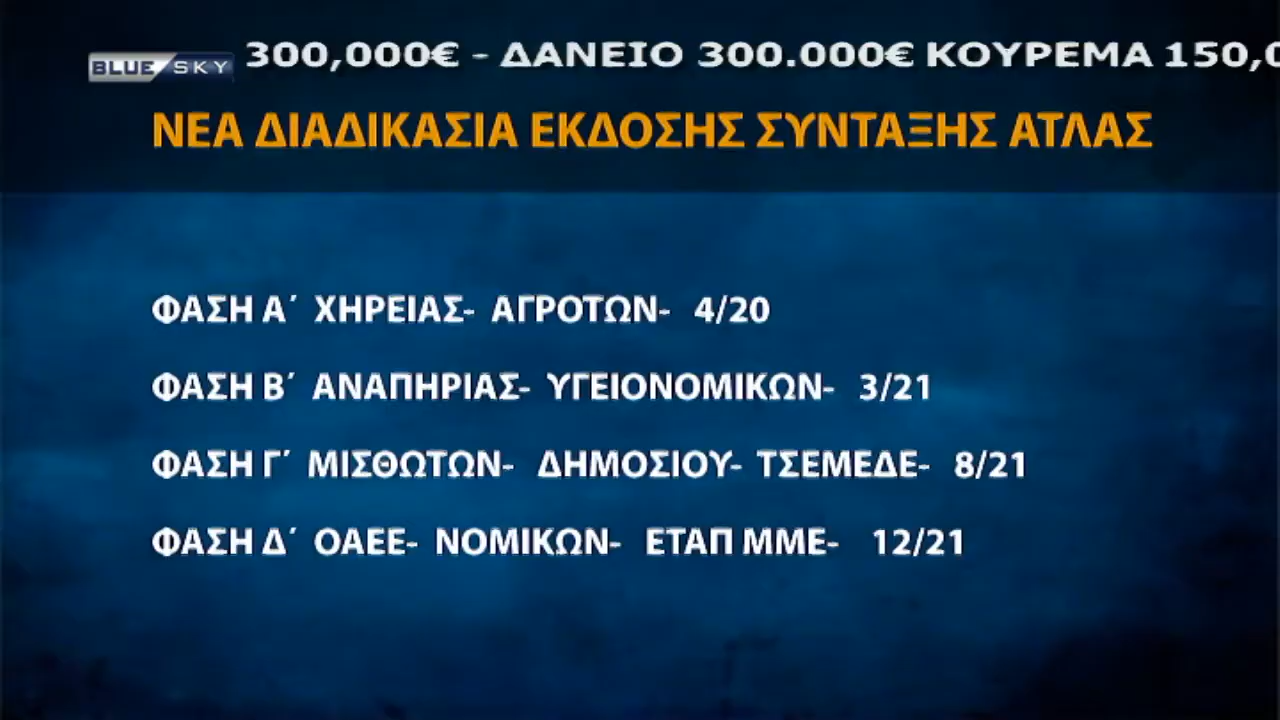 BLUE SKY 300,000€ - ΔΑΝΕΙΟ 300.000€ ΚΟΥΡΕΜΑ
ΝΕΑ ΔΙΑΔΙΚΑΣΙΑ ΕΚΔΟΣΗΣ ΣΥΝΤΑΞΗΣ ΑΤΛΑΣ
ΦΑΣΗ Α΄ ΧΗΡΕΙΑΣ- ΑΓΡΟΤΩΝ- 4/20
ΦΑΣΗ Β΄ ΑΝΑΠΗΡΙΑΣ- ΥΓΕΙΟΝΟΜΙΚΩΝ- 3/21
ΦΑΣΗ Γ΄ ΜΙΣΘΩΤΩΝ- ΔΗΜΟΣΙΟΥ- ΤΣΕΜΕΔΕ- 8/21
ΦΑΣΗ Δ΄ ΟΑΕΕ- ΝΟΜΙΚΩΝ- ΕΤΑΠ ΜΜΕ- 12/21